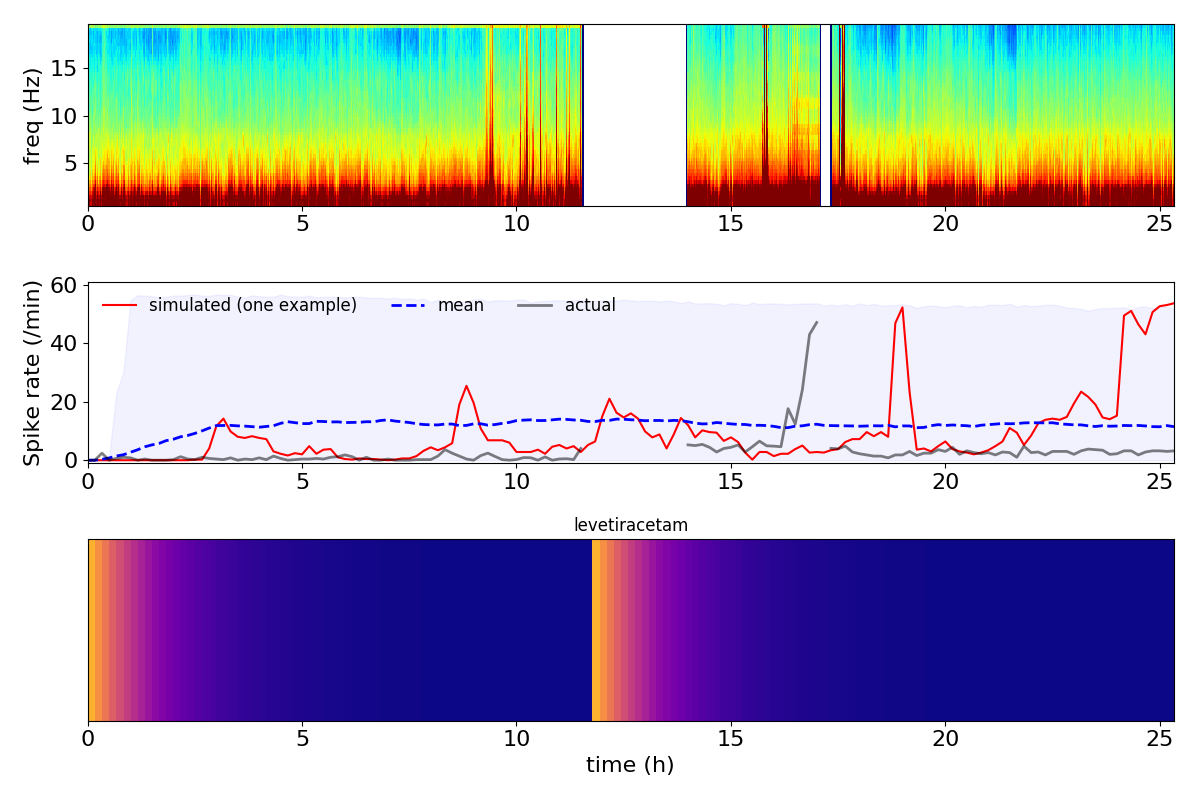 freq (Hz)
15
10
5
0 5 10 15 20 25
Spike rate (/min)
60
40
20
0
simulated (one example) mean actual
0 5 10 15 20 25
levetiracetam
0 5 10 15 20 25
time (h)